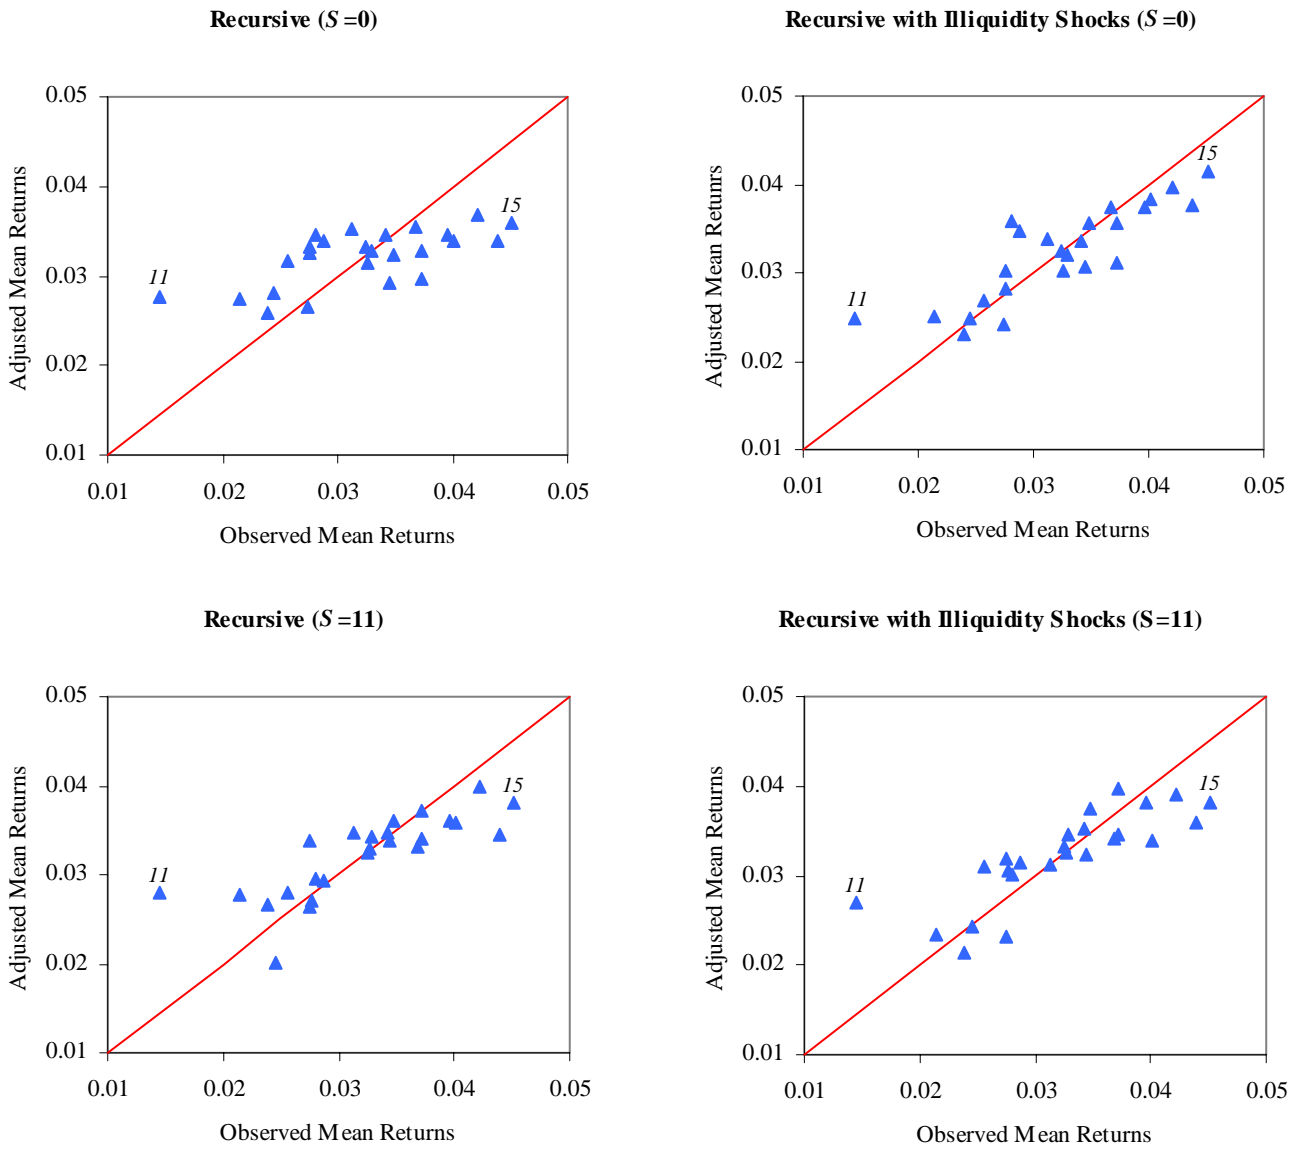 Recursive (S =0)
0.05
0.04
0.03
0.02
0.01
Adjusted Mean Returns
11
15
0.01 0.02 0.03 0.04 0.05
Observed Mean Returns
Recursive with Illiquidity Shocks (S =0)
0.05
0.04
0.03
0.02
0.01
Adjusted Mean Retunrs
11
15
0.01 0.02 0.03 0.04 0.05
Observed Mean Returns
Recursive (S =11)
0.05
0.04
0.03
0.02
0.01
Adjusted Mean Returns
11
15
0.01 0.02 0.03 0.04 0.05
Observed Mean Returns
Recursive with Illiquidity Shocks (S=11)
0.05
0.04
0.03
0.02
0.01
Adjusted Mean Returns
11
15
0.01 0.02 0.03 0.04 0.05
Observed Mean Returns